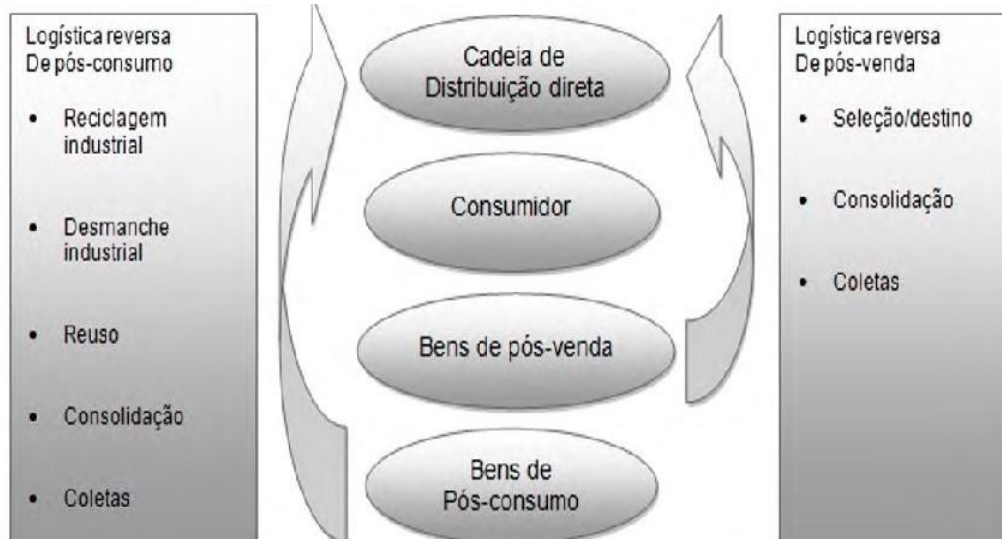 Logística reversa
De pós-consumo
• Reciclagem
industrial
• Desmanche
industrial
• Reuso
• Consolidação
• Coletas
Cadeia de
Distribuição direta
Consumidor
Bens de pós-venda
Bens de
Pós-consumo
Logística reversa
De pós-venda
• Seleção/destino
• Consolidação
• Coletas